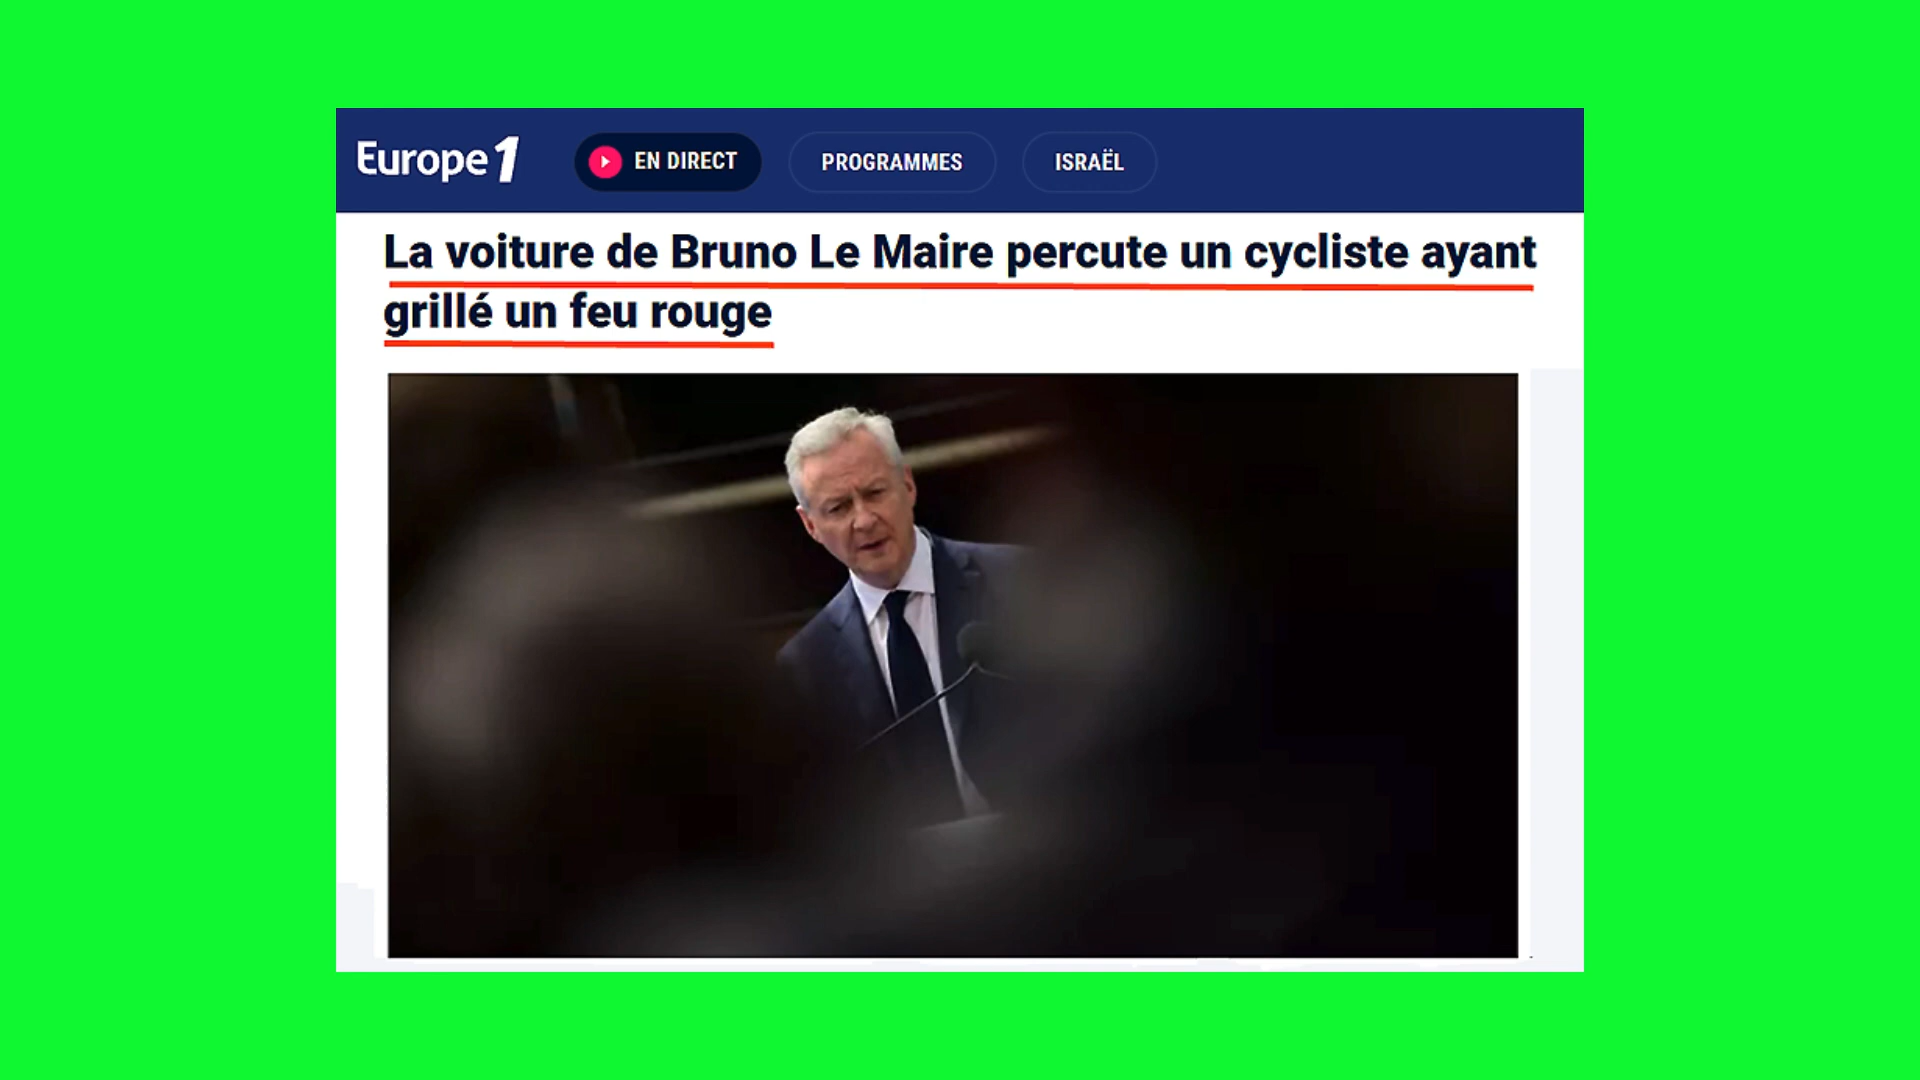 Europe 1
EN DIRECT
PROGRAMMES
ISRAËL
La voiture de Bruno Le Maire percute un cycliste ayant
grillé un feu rouge